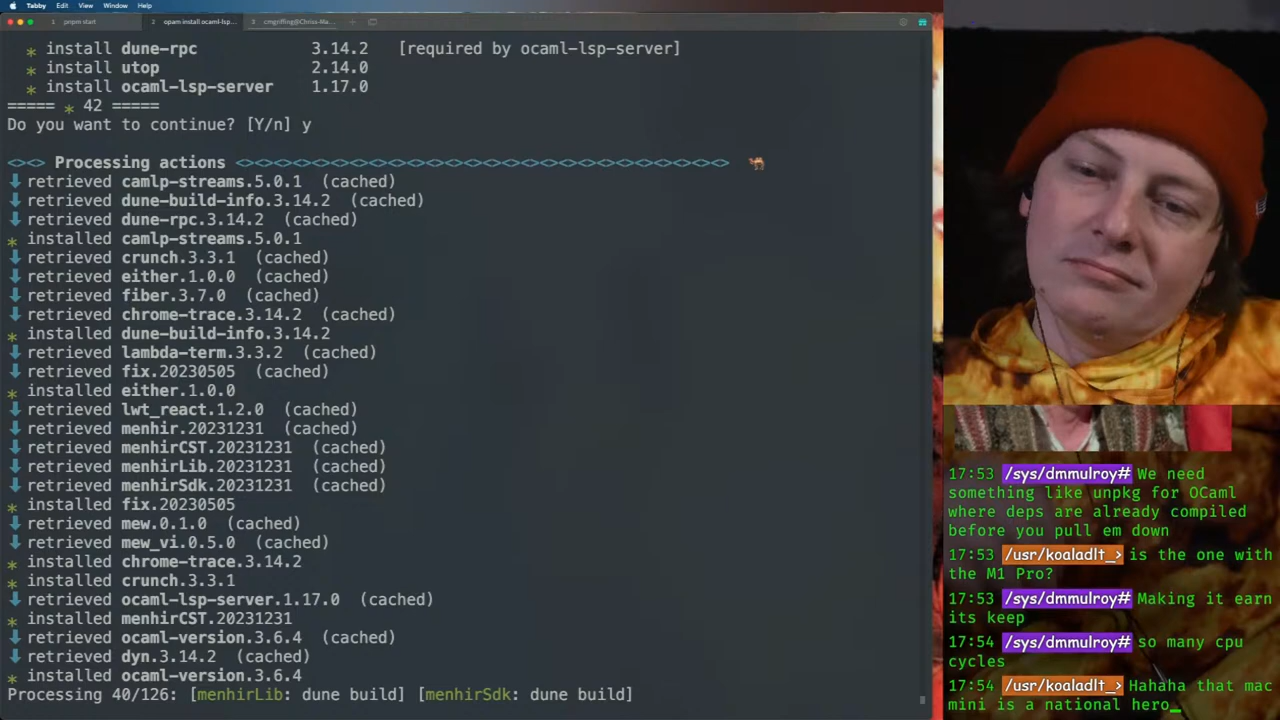 Tabby Edit View Window Help
1 pnpm start
2 opam install ocaml-lsp...
3 cmgriffing@Chriss-Ma...
* install dune-rpc 3.14.2 [required by ocaml-lsp-server]
* install utop 2.14.0
* install ocaml-lsp-server 1.17.0
===== * 42 =====
Do you want to continue? [Y/n] y
<><> Processing actions <><><><><><><><><><><><><><><><><><><><><><><><><><> 🐫
⬇ retrieved camlp-streams.5.0.1 (cached)
⬇ retrieved dune-build-info.3.14.2 (cached)
⬇ retrieved dune-rpc.3.14.2 (cached)
* installed camlp-streams.5.0.1
⬇ retrieved crunch.3.3.1 (cached)
⬇ retrieved either.1.0.0 (cached)
⬇ retrieved fiber.3.7.0 (cached)
⬇ retrieved chrome-trace.3.14.2 (cached)
* installed dune-build-info.3.14.2
⬇ retrieved lambda-term.3.3.2 (cached)
⬇ retrieved fix.20230505 (cached)
* installed either.1.0.0
⬇ retrieved lwt_react.1.2.0 (cached)
⬇ retrieved menhir.20231231 (cached)
⬇ retrieved menhirCST.20231231 (cached)
⬇ retrieved menhirLib.20231231 (cached)
⬇ retrieved menhirSdk.20231231 (cached)
* installed fix.20230505
⬇ retrieved mew.0.1.0 (cached)
⬇ retrieved mew_vi.0.5.0 (cached)
* installed chrome-trace.3.14.2
* installed crunch.3.3.1
⬇ retrieved ocaml-lsp-server.1.17.0 (cached)
* installed menhirCST.20231231
⬇ retrieved ocaml-version.3.6.4 (cached)
⬇ retrieved dyn.3.14.2 (cached)
* installed ocaml-version.3.6.4
Processing 40/126: [menhirLib: dune build] [menhirSdk: dune build]
17:53 /sys/dmmulroy# We need
something like unpkg for OCaml
where deps are already compiled
before you pull em down
17:53 /usr/koaladlt_> is the one with
the M1 Pro?
17:53 /sys/dmmulroy# Making it earn
its keep
17:54 /sys/dmmulroy# so many cpu
cycles
17:54 /usr/koaladlt_> Hahaha that mac
mini is a national hero_